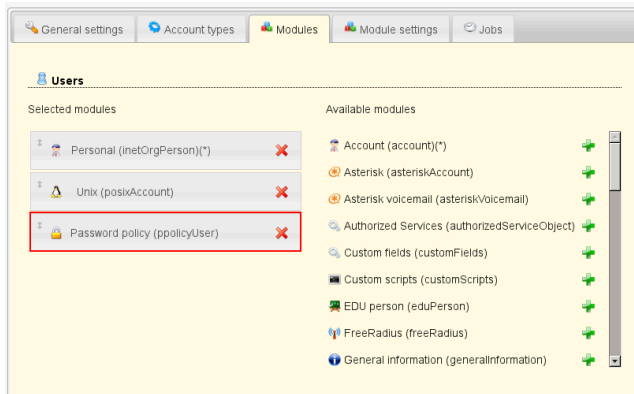 General settings Account types Modules Module settings Jobs
Users
Selected modules
Available modules
Personal (inetOrgPerson)(*)
Unix (posixAccount)
Password policy (ppolicyUser)
Account (account)(*)
Asterisk (asteriskAccount)
Asterisk voicemail (asteriskVoicemail)
Authorized Services (authorizedServiceObject)
Custom fields (customFields)
Custom scripts (customScripts)
EDU person (eduPerson)
FreeRadius (freeRadius)
General information (generalInformation)